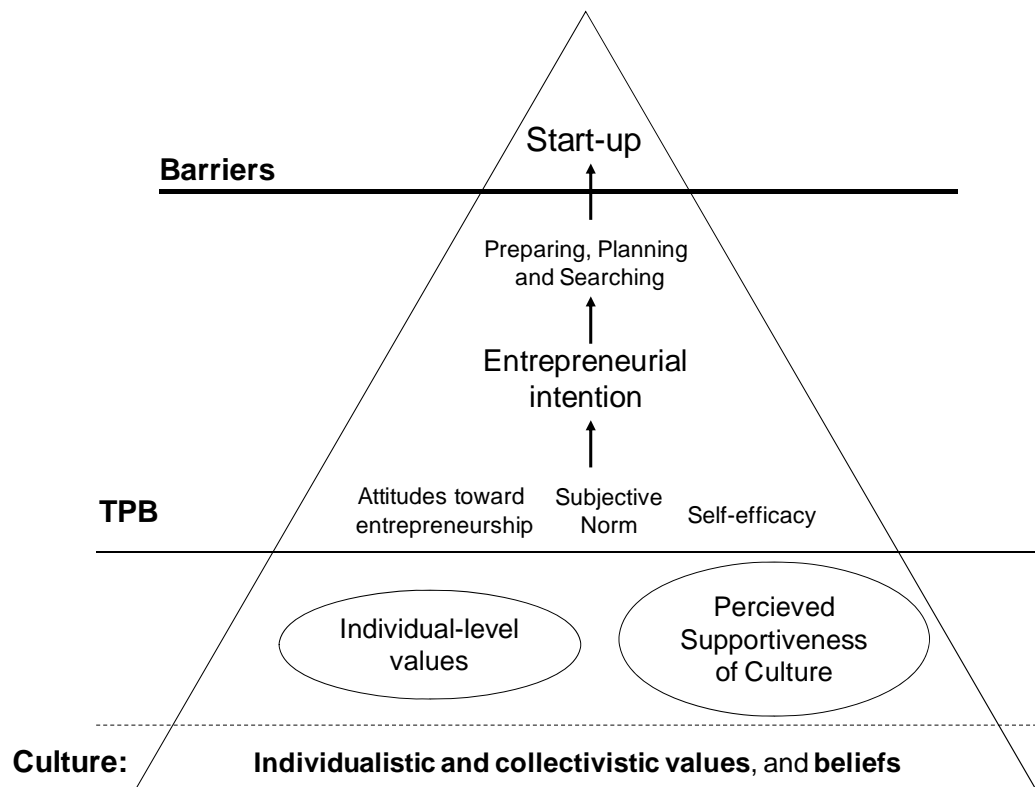 Start-up
Barriers
Preparing, Planning
and Searching
Entrepreneurial
intention
TPB
Attitudes toward
entrepreneurship
Subjective
Norm
Self-efficacy
Individual-level
values
Percieved
Supportiveness
of Culture
Culture: Individualistic and collectivistic values, and beliefs